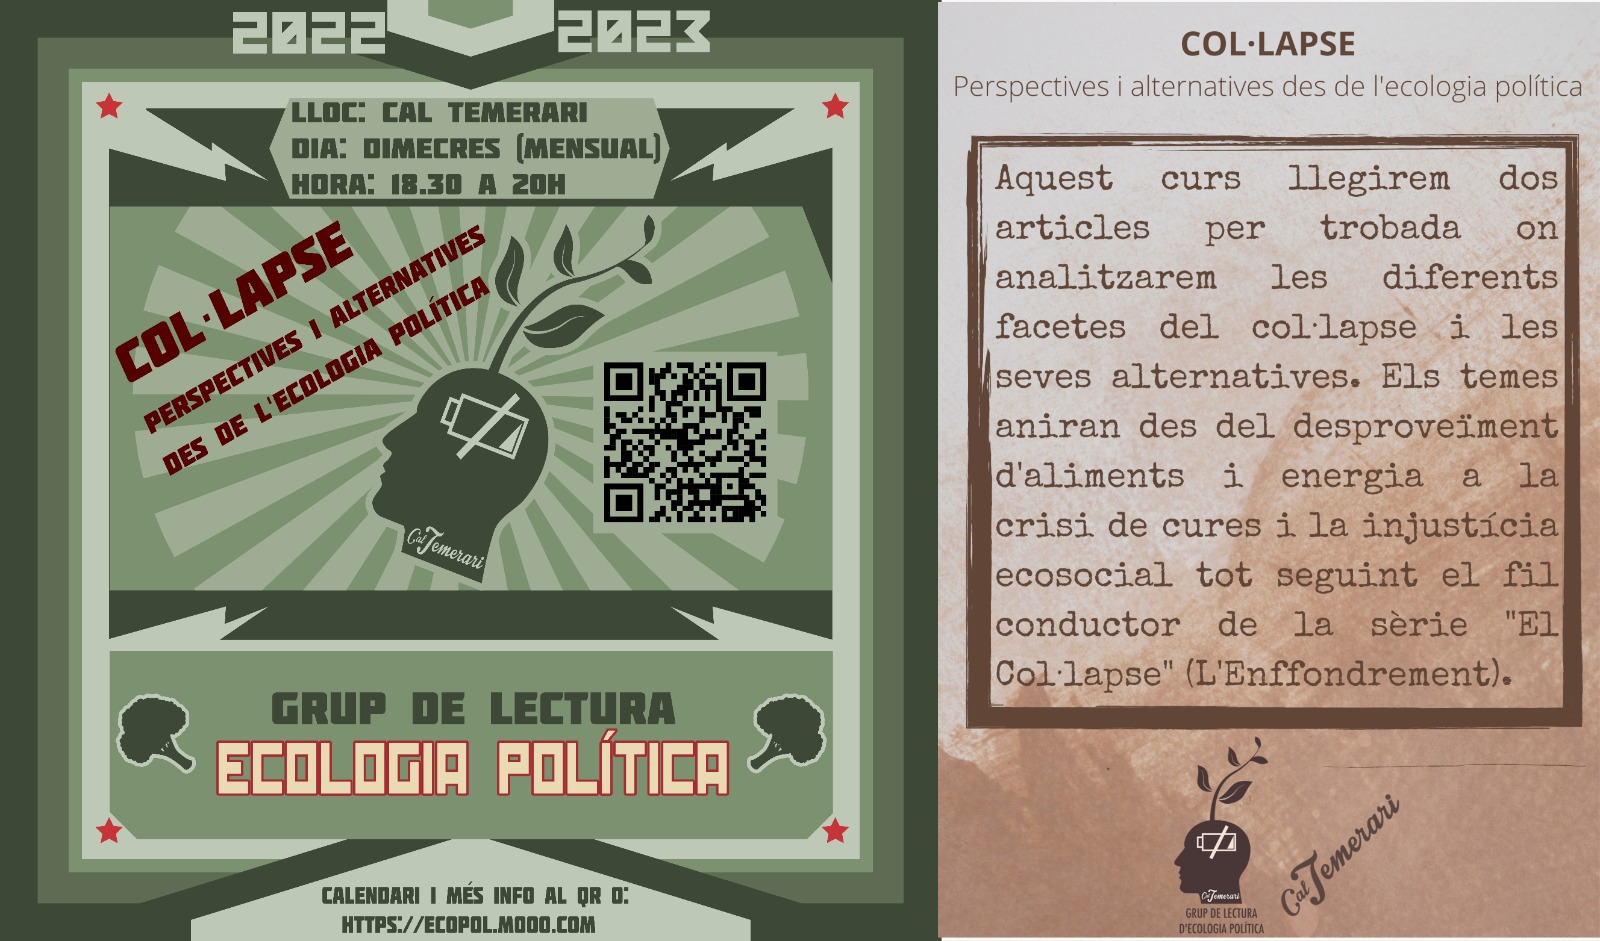 2022 2023
LLOC: CAL TEMERARI
DIA: DIMECRES (MENSUAL)
HORA: 18.30 A 20H
COL·LAPSE
PERSPECTIVES I ALTERNATIVES
DES DE L'ECOLOGIA POLÍTICA
Cal Temerari
GRUP DE LECTURA
ECOLOGIA POLÍTICA
CALENDARI I MÉS INFO AL QR O:
HTTPS://ECOPOL.MOOO.COM
COL·LAPSE
Perspectives i alternatives des de l'ecologia política
Aquest curs llegirem dos
articles per trobada on
analitzarem les diferents
facetes del col·lapse i les
seves alternatives. Els temes
aniran des del desproveïment
d'aliments i energia a la
crisi de cures i la injustícia
ecosocial tot seguint el fil
conductor de la sèrie "El
Col·lapse" (L'Enffondrement).
Cal Temerari
GRUP DE LECTURA
D'ECOLOGIA POLÍTICA
Cal Temerari